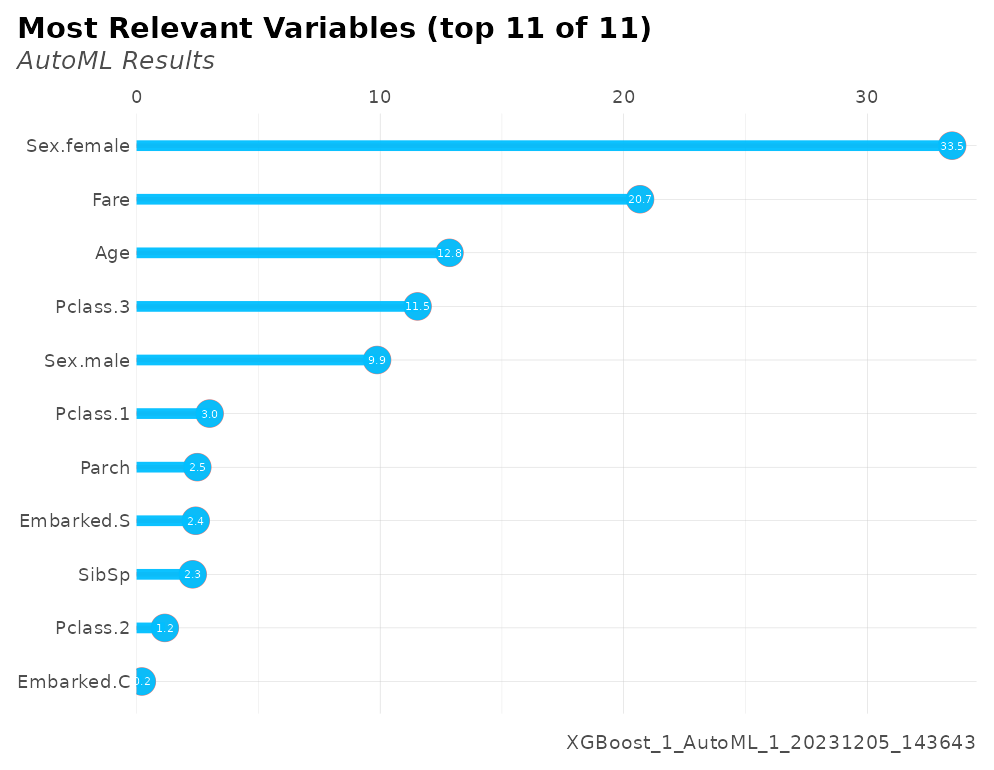 Most Relevant Variables (top 11 of 11)
AutoML Results
0 10 20 30
Sex.female 33.5
Fare 20.7
Age 12.8
Pclass.3 11.5
Sex.male 9.9
Pclass.1 3.0
Parch 2.5
Embarked.S 2.4
SibSp 2.3
Pclass.2 1.2
Embarked.C 0.2
XGBoost_1_AutoML_1_20231205_143643